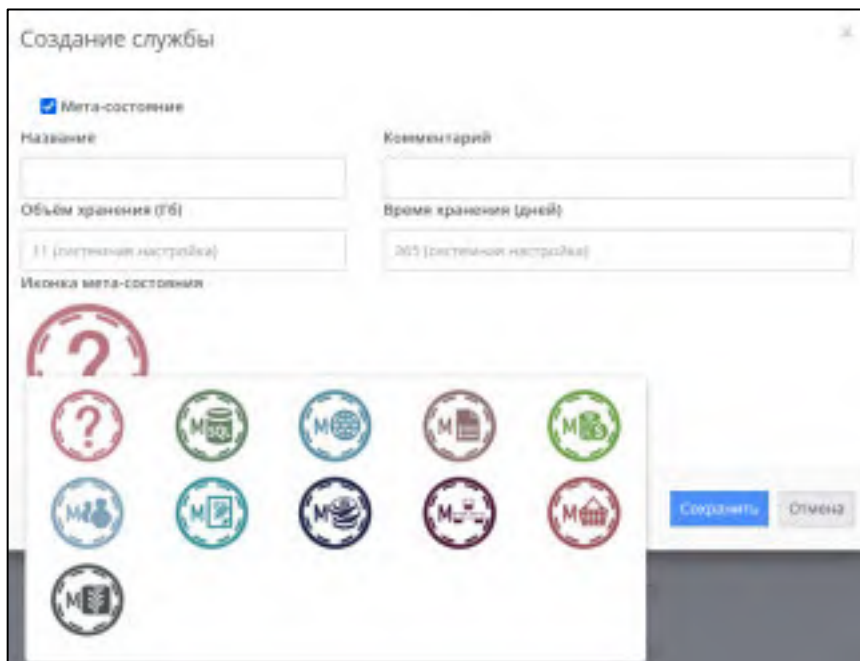 Создание службы
×
Мета-состояние
Название
Комментарий
Объём хранения (Гб)
Время хранения (дней)
11 (системная настройка)
365 (системная настройка)
Иконка мета-состояния
?
?
M SQL
M
M
M $
M
M
M
M
M
M
Сохранить
Отмена